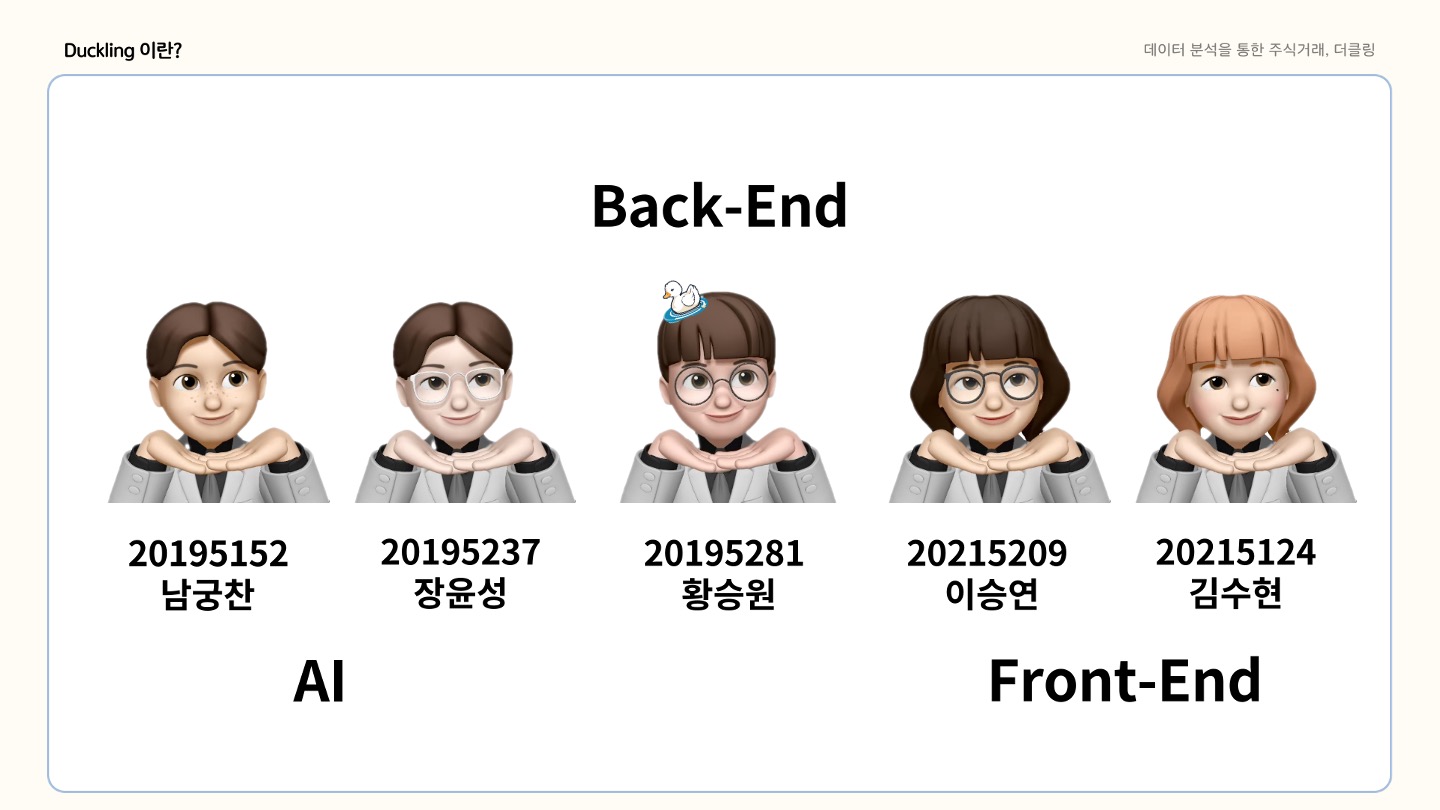 Duckling 이란?
데이터 분석을 통한 주식거래, 더클링
Back-End
20195152
남궁찬
20195237
장윤성
20195281
황승원
20215209
이승연
20215124
김수현
AI
Front-End